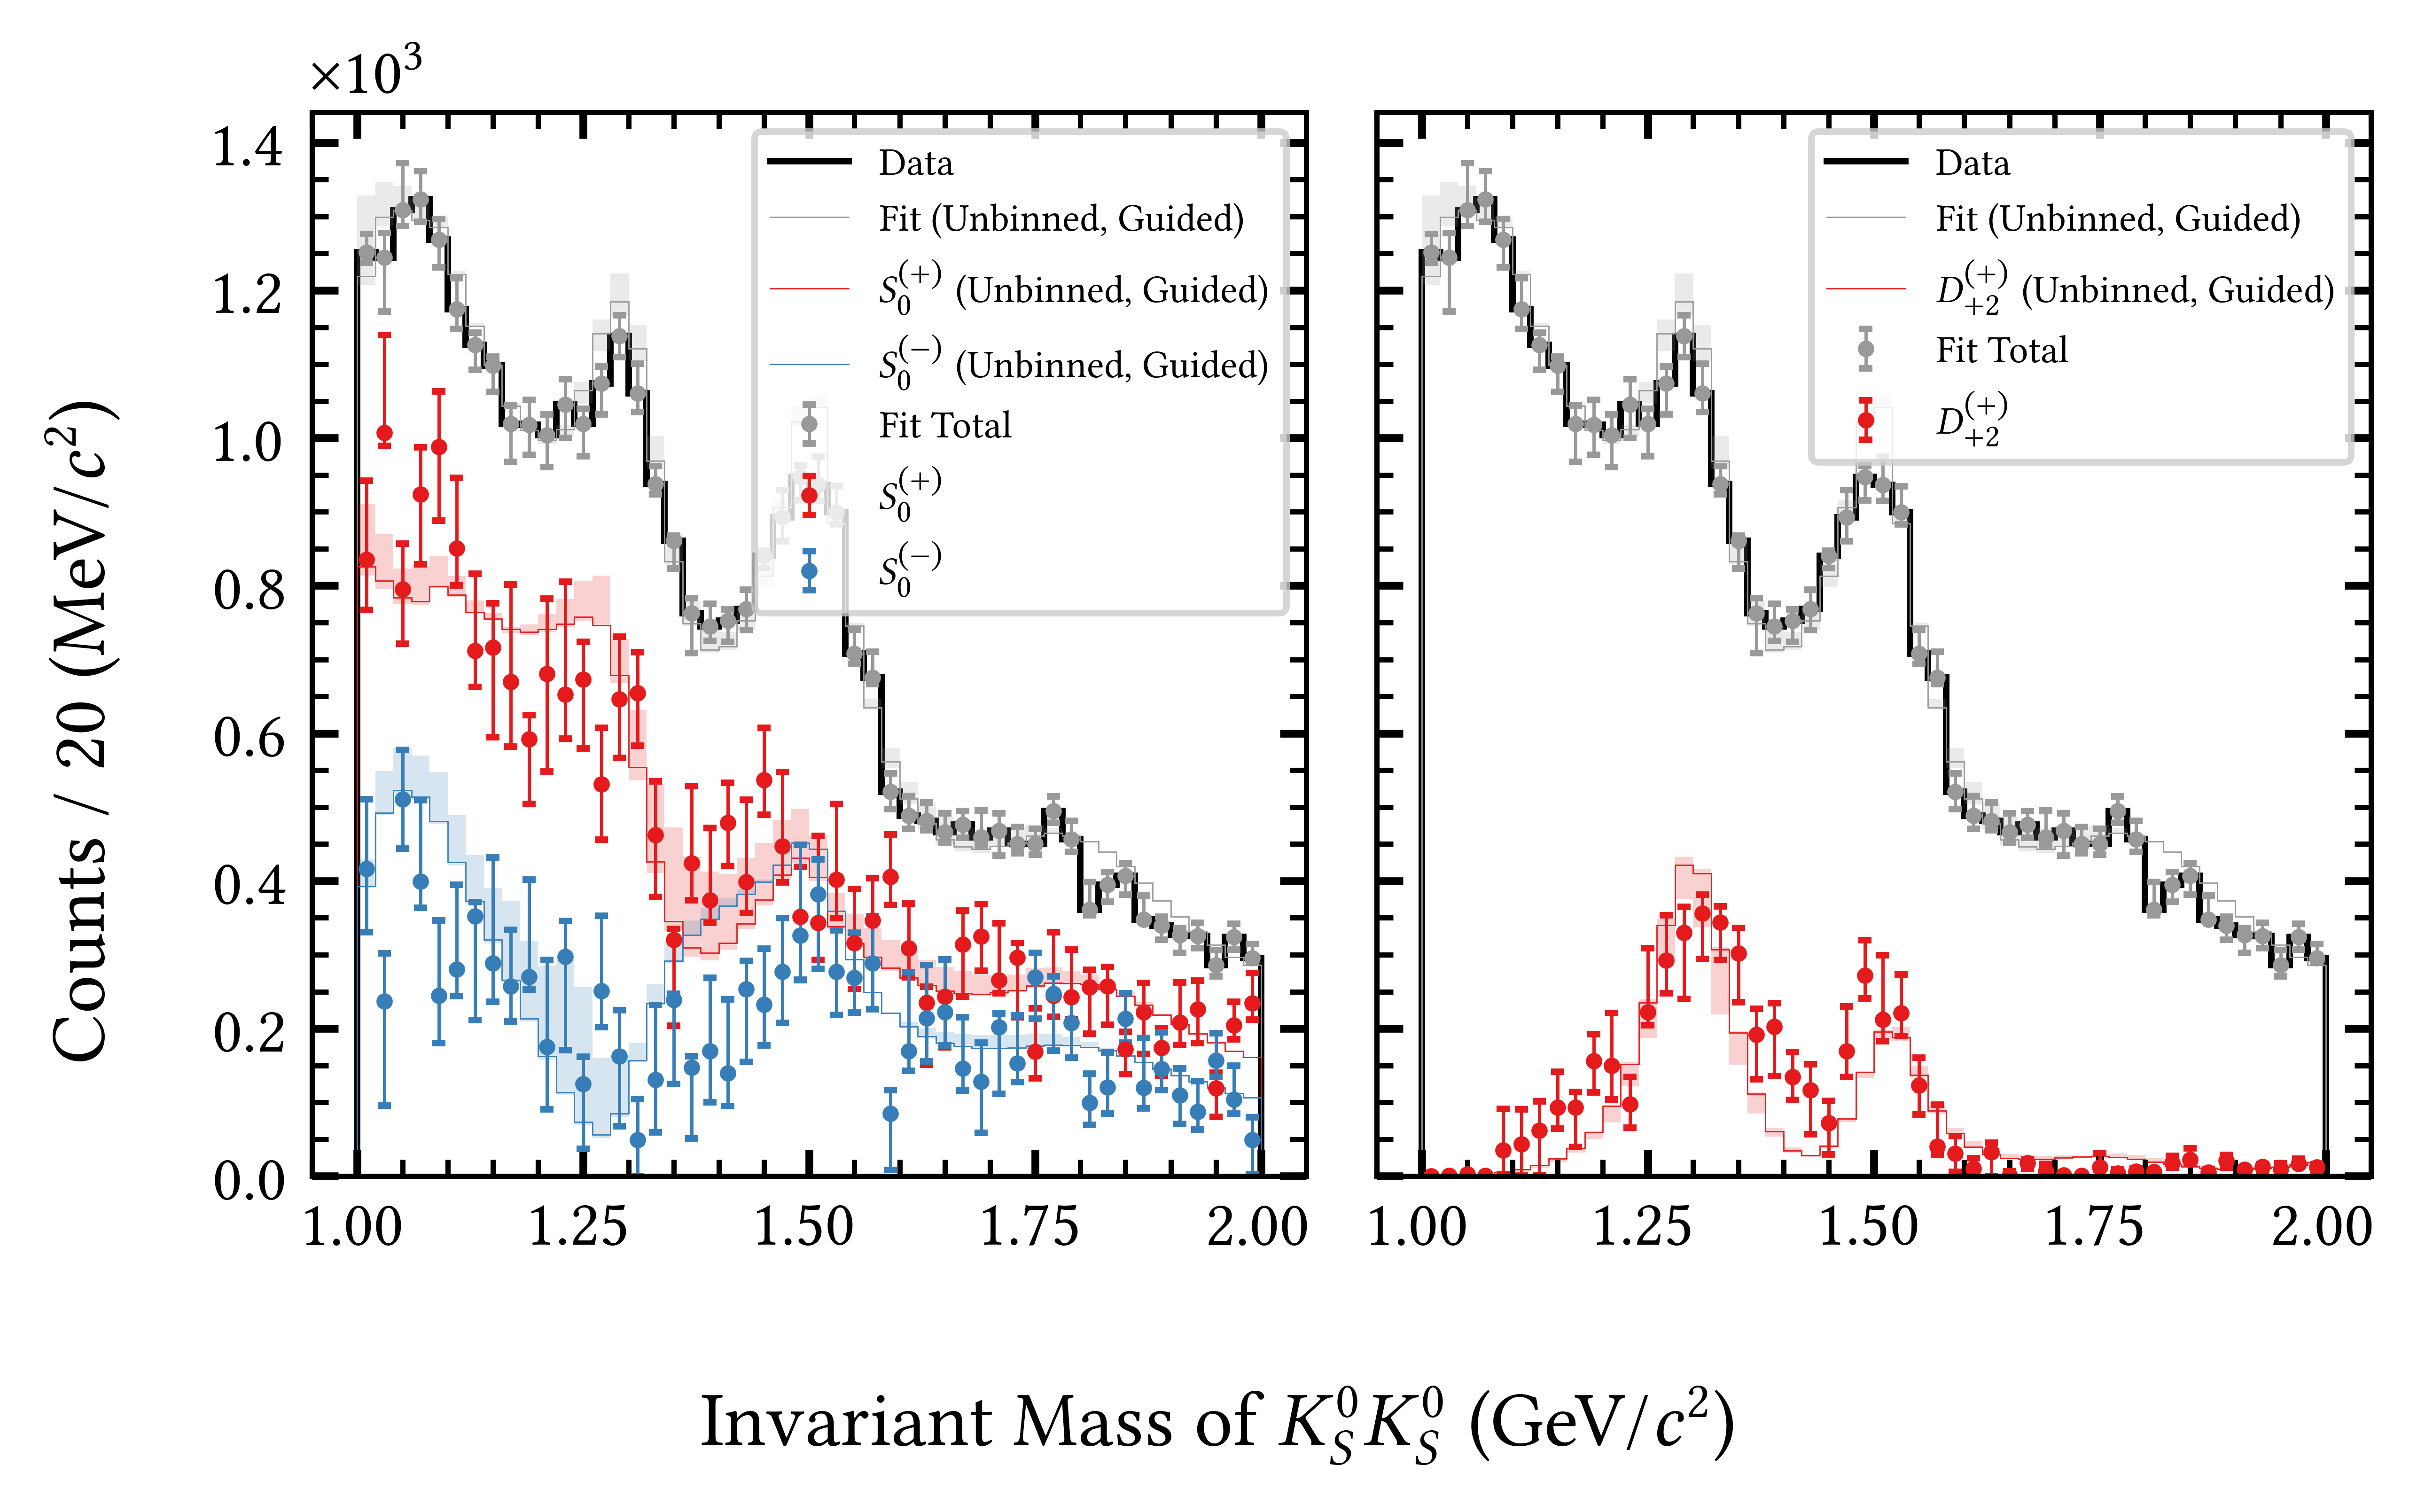 ×10³
Counts / 20 (MeV/c²)
1.4
1.2
1.0
0.8
0.6
0.4
0.2
0.0
Data
Fit (Unbinned, Guided)
S₀⁽⁺⁾ (Unbinned, Guided)
S₀⁽⁻⁾ (Unbinned, Guided)
Fit Total
S₀⁽⁺⁾
S₀⁽⁻⁾
1.00 1.25 1.50 1.75 2.00
Data
Fit (Unbinned, Guided)
D₊₂⁽⁺⁾ (Unbinned, Guided)
Fit Total
D₊₂⁽⁺⁾
1.00 1.25 1.50 1.75 2.00
Invariant Mass of K_S⁰K_S⁰ (GeV/c²)